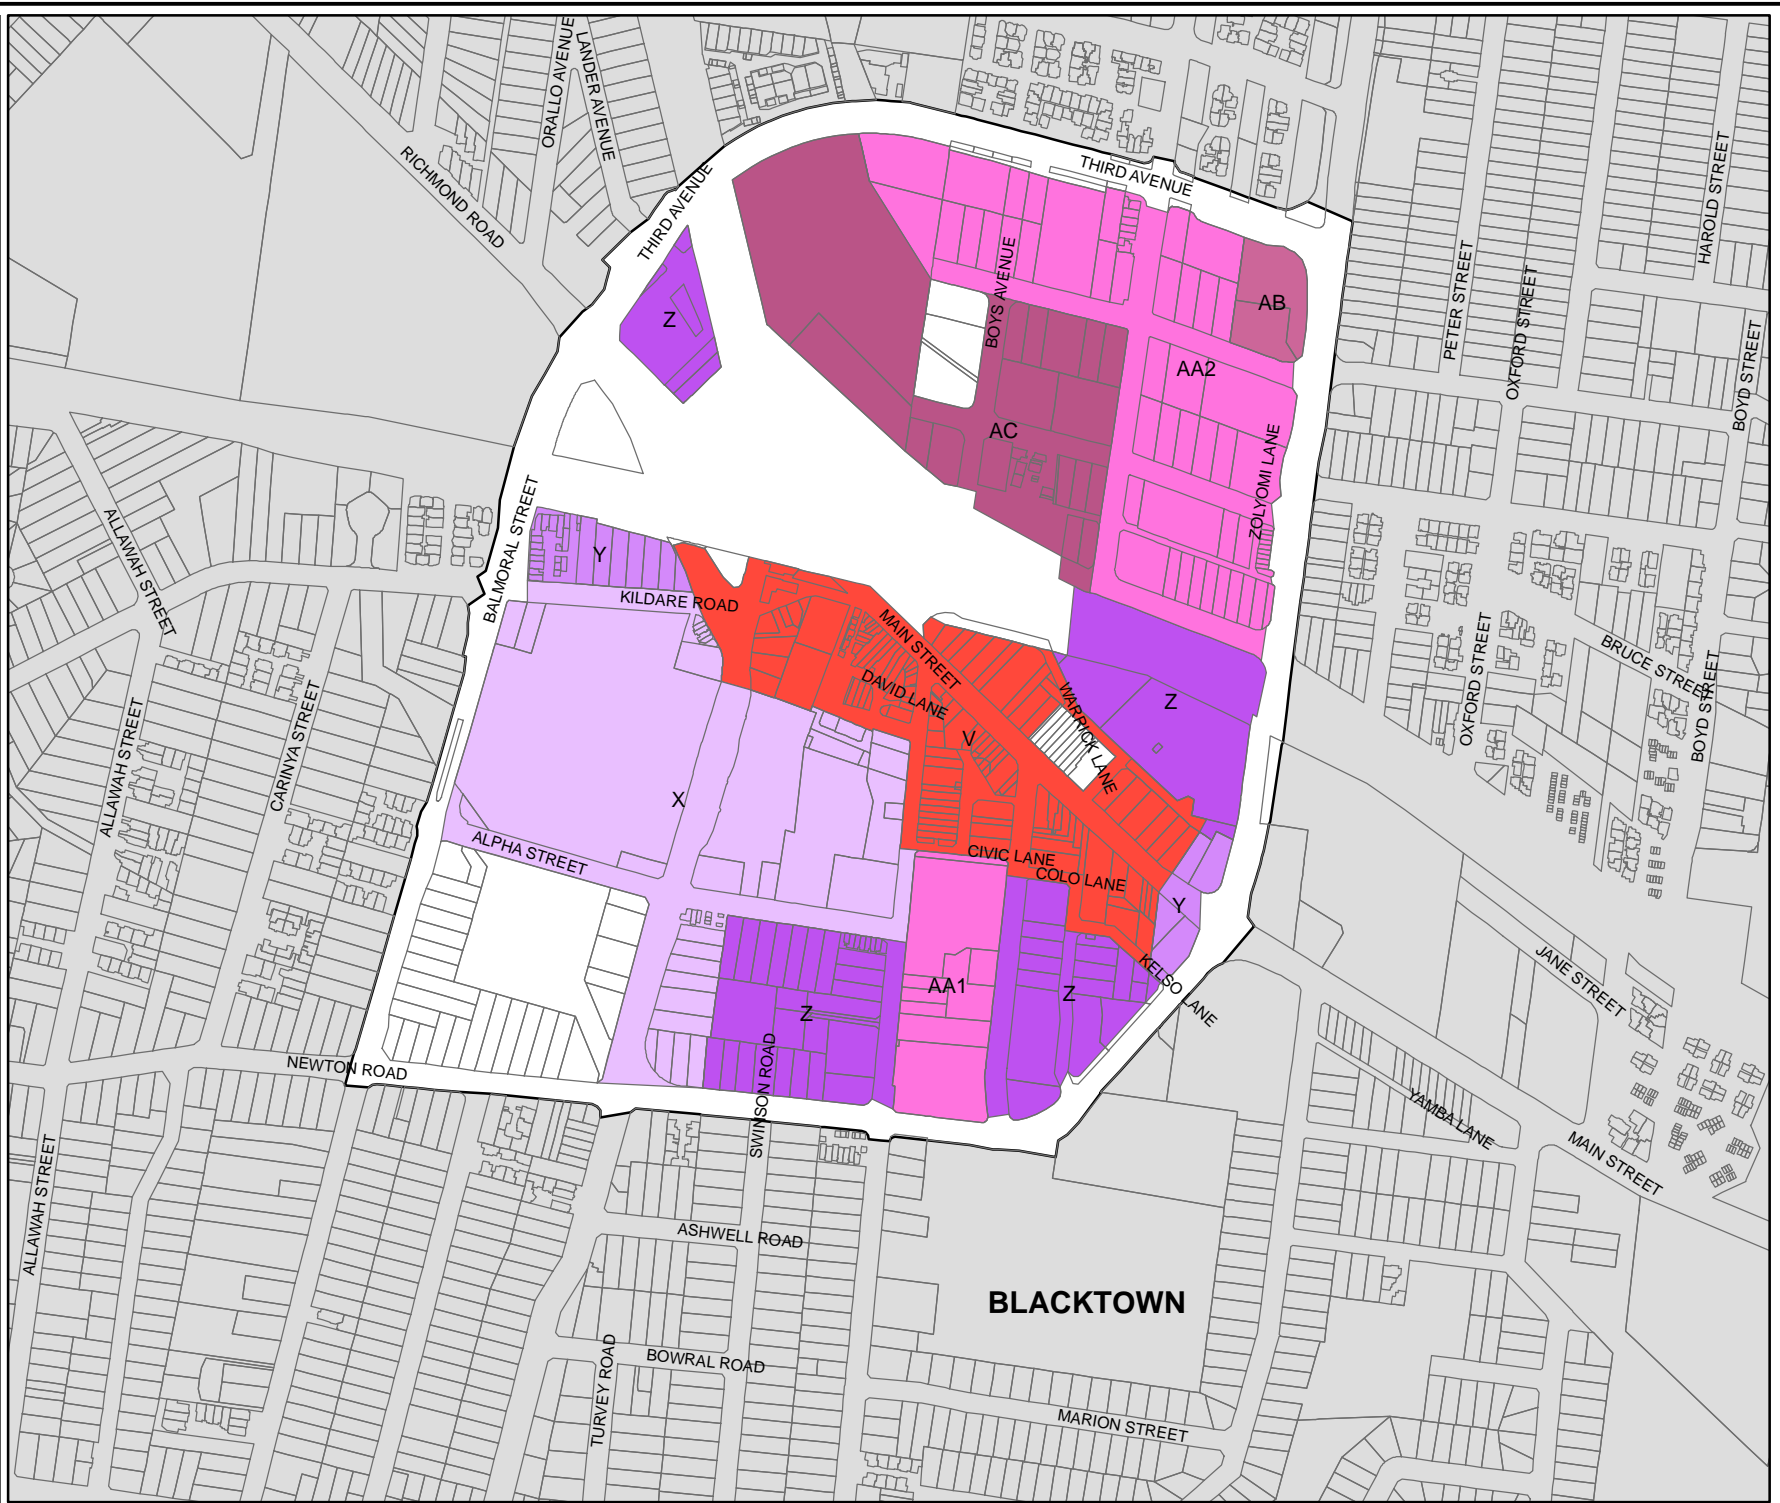 ORALLO AVENUE
LANDER AVENUE
RICHMOND ROAD
THIRD AVENUE
THIRD AVENUE
HAROLD STREET
PETER STREET
OXFORD STREET
BOYD STREET
BOYS AVENUE
Z
AB
AA2
AC
ZOLYOMI LANE
ALLAWAH STREET
BALMORAL STREET
Y
KILDARE ROAD
MAIN STREET
DAVID LANE
WARRICK LANE
V
Z
OXFORD STREET
BRUCE STREET
BOYD STREET
ALLAWAH STREET
CARINYA STREET
X
ALPHA STREET
CIVIC LANE
COLO LANE
Y
KELSO LANE
JANE STREET
AA1
Z
Z
NEWTON ROAD
SWINSON ROAD
YAMBA LANE
MAIN STREET
ALLAWAH STREET
ASHWELL ROAD
BLACKTOWN
TURVEY ROAD
BOWRAL ROAD
MARION STREET